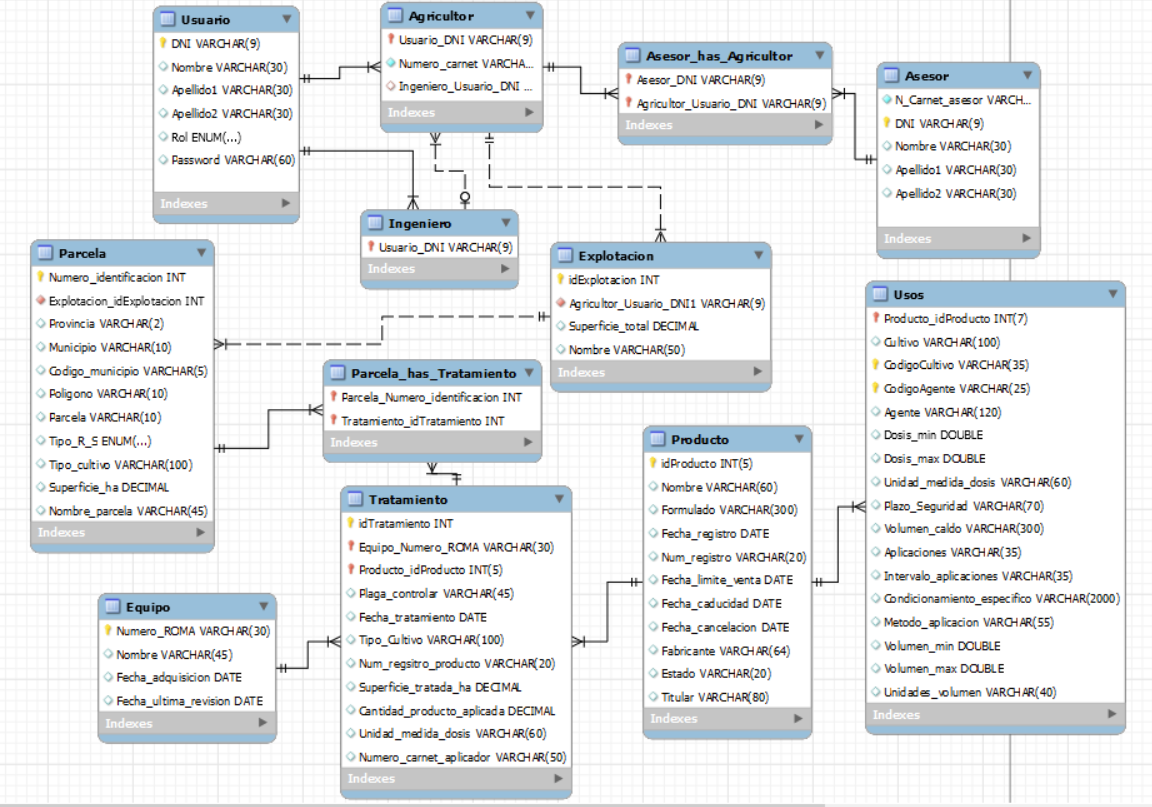 Usuario
DNI VARCHAR(9)
Nombre VARCHAR(30)
Apellido1 VARCHAR(30)
Apellido2 VARCHAR(30)
Rol ENUM(...)
Password VARCHAR(60)
Indexes
Agricultor
Usuario_DNI VARCHAR(9)
Numero_carnet VARCHA...
Ingeniero_Usuario_DNI ...
Indexes
Asesor_has_Agricultor
Asesor_DNI VARCHAR(9)
Agricultor_Usuario_DNI VARCHAR(9)
Indexes
Asesor
N_Carnet_asesor VARCH...
DNI VARCHAR(9)
Nombre VARCHAR(30)
Apellido1 VARCHAR(30)
Apellido2 VARCHAR(30)
Indexes
Ingeniero
Usuario_DNI VARCHAR(9)
Indexes
Parcela
Numero_identificacion INT
Explotacion_idExplotacion INT
Provincia VARCHAR(2)
Municipio VARCHAR(10)
Codigo_municipio VARCHAR(5)
Poligono VARCHAR(10)
Parcela VARCHAR(10)
Tipo_R_S ENUM(...)
Tipo_cultivo VARCHAR(100)
Superficie_ha DECIMAL
Nombre_parcela VARCHAR(45)
Indexes
Explotacion
idExplotacion INT
Agricultor_Usuario_DNI1 VARCHAR(9)
Superficie_total DECIMAL
Nombre VARCHAR(50)
Indexes
Usos
Producto_idProducto INT(7)
Cultivo VARCHAR(100)
CodigoCultivo VARCHAR(35)
CodigoAgente VARCHAR(25)
Agente VARCHAR(120)
Dosis_min DOUBLE
Dosis_max DOUBLE
Unidad_medida_dosis VARCHAR(60)
Plazo_Seguridad VARCHAR(70)
Volumen_caldo VARCHAR(300)
Aplicaciones VARCHAR(35)
Intervalo_aplicaciones VARCHAR(35)
Condicionamiento_especifico VARCHAR(2000)
Metodo_aplicacion VARCHAR(55)
Volumen_min DOUBLE
Volumen_max DOUBLE
Unidades_volumen VARCHAR(40)
Indexes
Parcela_has_Tratamiento
Parcela_Numero_identificacion INT
Tratamiento_idTratamiento INT
Indexes
Producto
idProducto INT(5)
Nombre VARCHAR(60)
Formulado VARCHAR(300)
Fecha_registro DATE
Num_registro VARCHAR(20)
Fecha_limite_venta DATE
Fecha_caducidad DATE
Fecha_cancelacion DATE
Fabricante VARCHAR(64)
Estado VARCHAR(20)
Titular VARCHAR(80)
Indexes
Tratamiento
idTratamiento INT
Equipo_Numero_ROMA VARCHAR(30)
Producto_idProducto INT(5)
Plaga_controlar VARCHAR(45)
Fecha_tratamiento DATE
Tipo_Cultivo VARCHAR(100)
Num_regsitro_producto VARCHAR(20)
Superficie_tratada_ha DECIMAL
Cantidad_producto_aplicada DECIMAL
Unidad_medida_dosis VARCHAR(60)
Numero_carnet_aplicador VARCHAR(50)
Indexes
Equipo
Numero_ROMA VARCHAR(30)
Nombre VARCHAR(45)
Fecha_adquisicion DATE
Fecha_ultima_revision DATE
Indexes